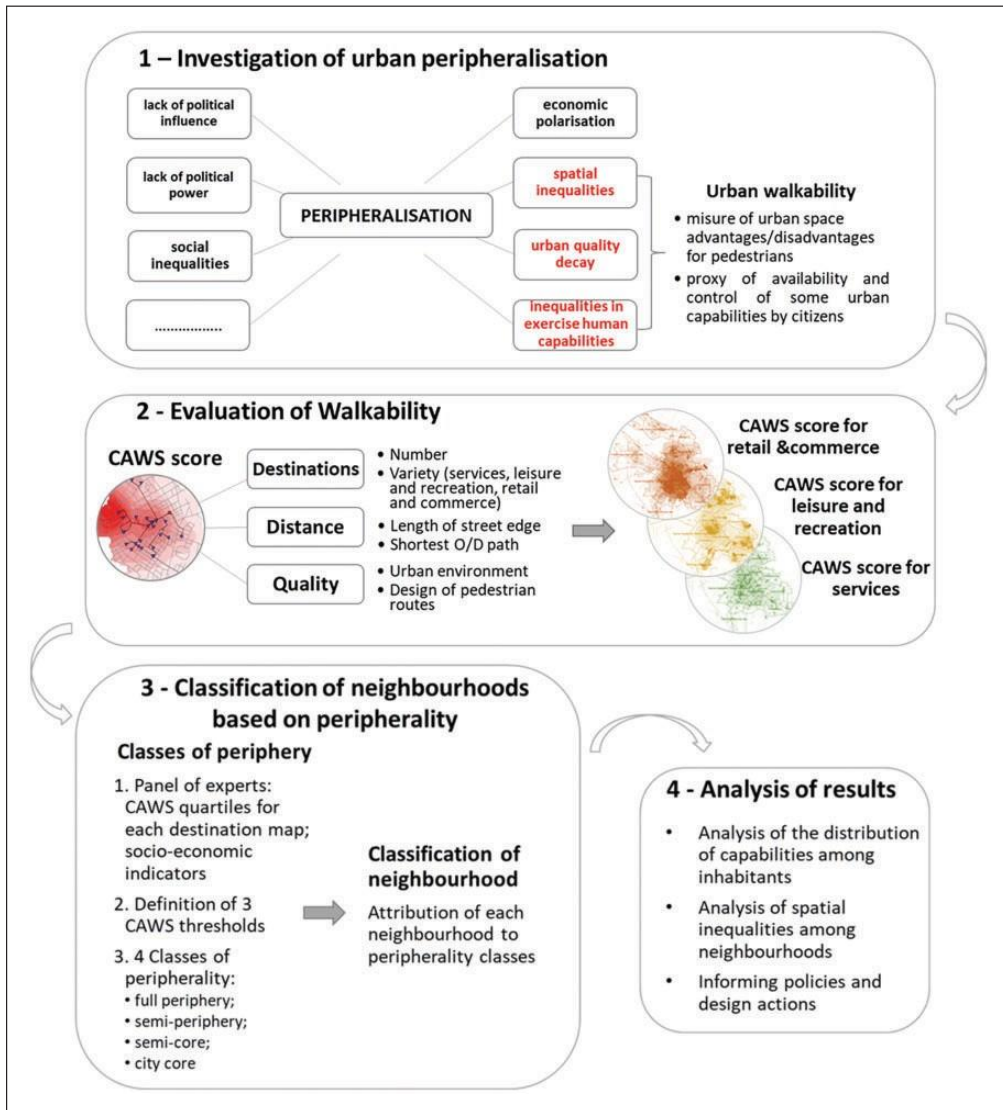 1 – Investigation of urban peripheralisation
lack of political
influence
lack of political
power
social
inequalities
……………..
PERIPHERALISATION
economic
polarisation
spatial
inequalities
urban quality
decay
inequalities in
exercise human
capabilities
Urban walkability
• misure of urban space
advantages/disadvantages
for pedestrians
• proxy of availability and
control of some urban
capabilities by citizens
2 - Evaluation of Walkability
CAWS score
Destinations
• Number
• Variety (services, leisure
and recreation, retail
and commerce)
Distance
• Length of street edge
• Shortest O/D path
Quality
• Urban environment
• Design of pedestrian
routes
CAWS score for
retail &commerce
CAWS score for
leisure and
recreation
CAWS score for
services
3 - Classification of neighbourhoods
based on peripherality
Classes of periphery
1. Panel of experts:
CAWS quartiles for
each destination map;
socio-economic
indicators
2. Definition of 3
CAWS thresholds
3. 4 Classes of
peripherality:
• full periphery;
• semi-periphery;
• semi-core;
• city core
Classification of
neighbourhood
Attribution of each
neighbourhood to
peripherality classes
4 - Analysis of results
• Analysis of the distribution
of capabilities among
inhabitants
• Analysis of spatial
inequalities among
neighbourhoods
• Informing policies and
design actions